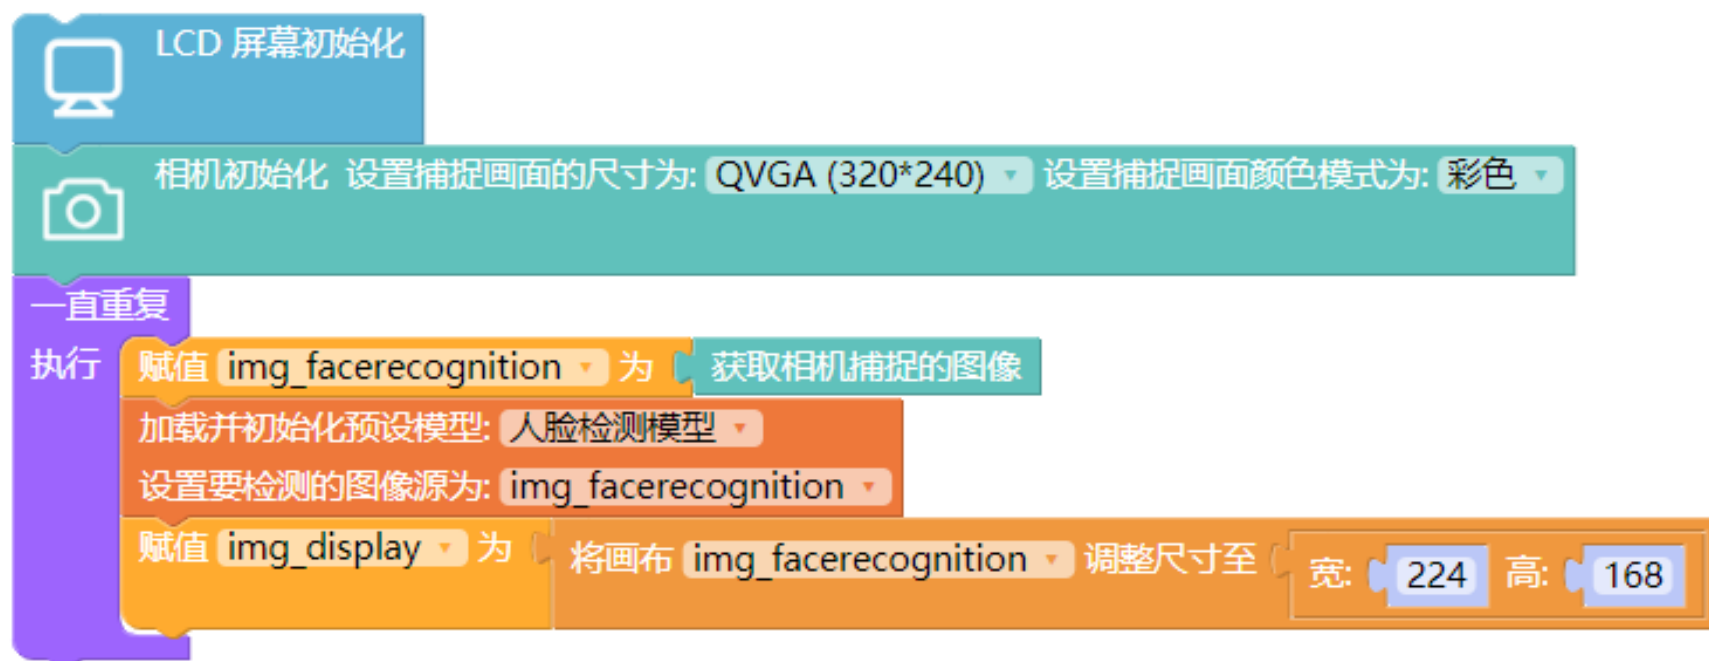 LCD 屏幕初始化
相机初始化 设置捕捉画面的尺寸为: QVGA (320*240) 设置捕捉画面颜色模式为: 彩色
一直重复
执行 赋值 img_facerecognition 为 获取相机捕捉的图像
加载并初始化预设模型: 人脸检测模型
设置要检测的图像源为: img_facerecognition
赋值 img_display 为 将画布 img_facerecognition 调整尺寸至 宽: 224 高: 168